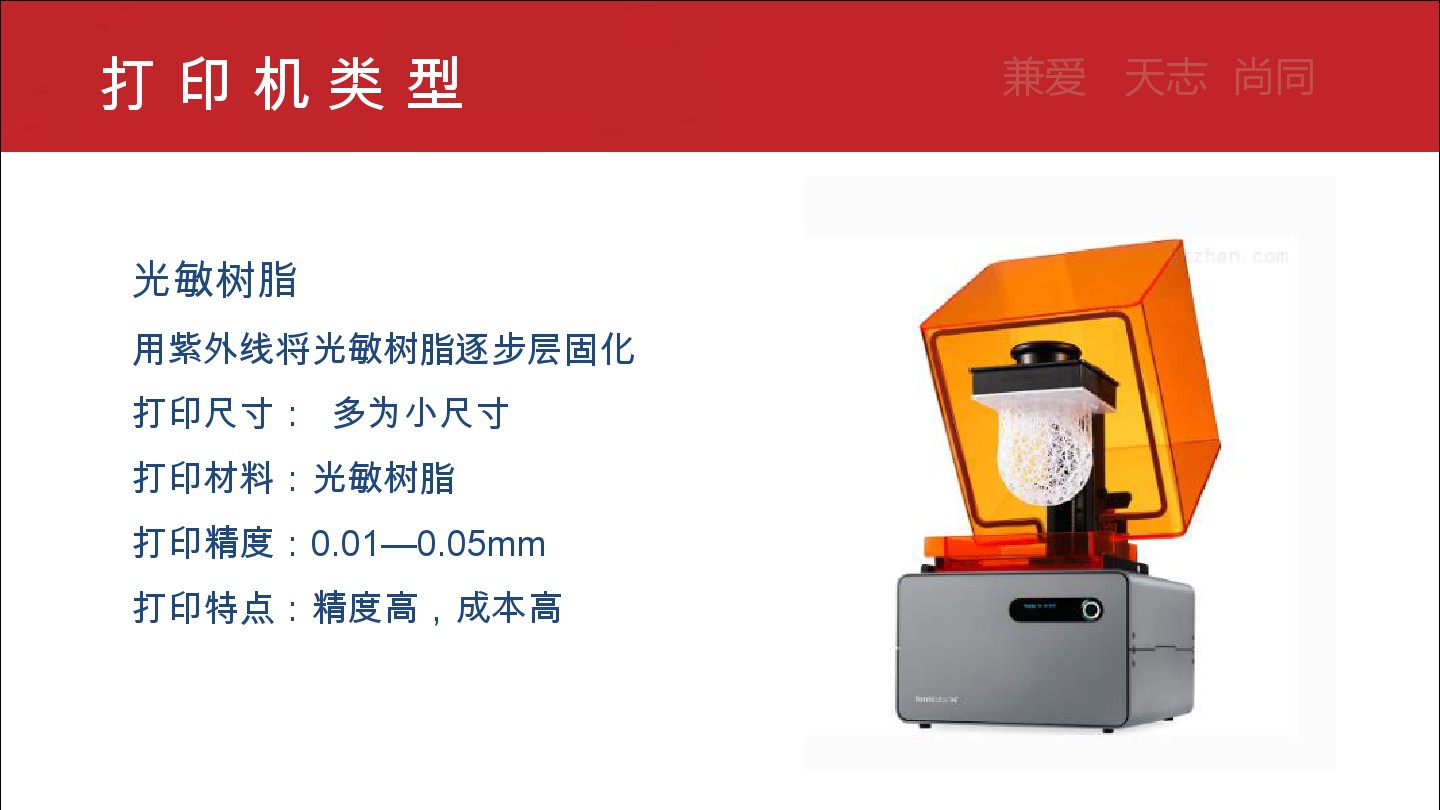 打印机类型
兼爱 天志 尚同
光敏树脂
用紫外线将光敏树脂逐步层固化
打印尺寸： 多为小尺寸
打印材料：光敏树脂
打印精度：0.01—0.05mm
打印特点：精度高，成本高
zhan.com